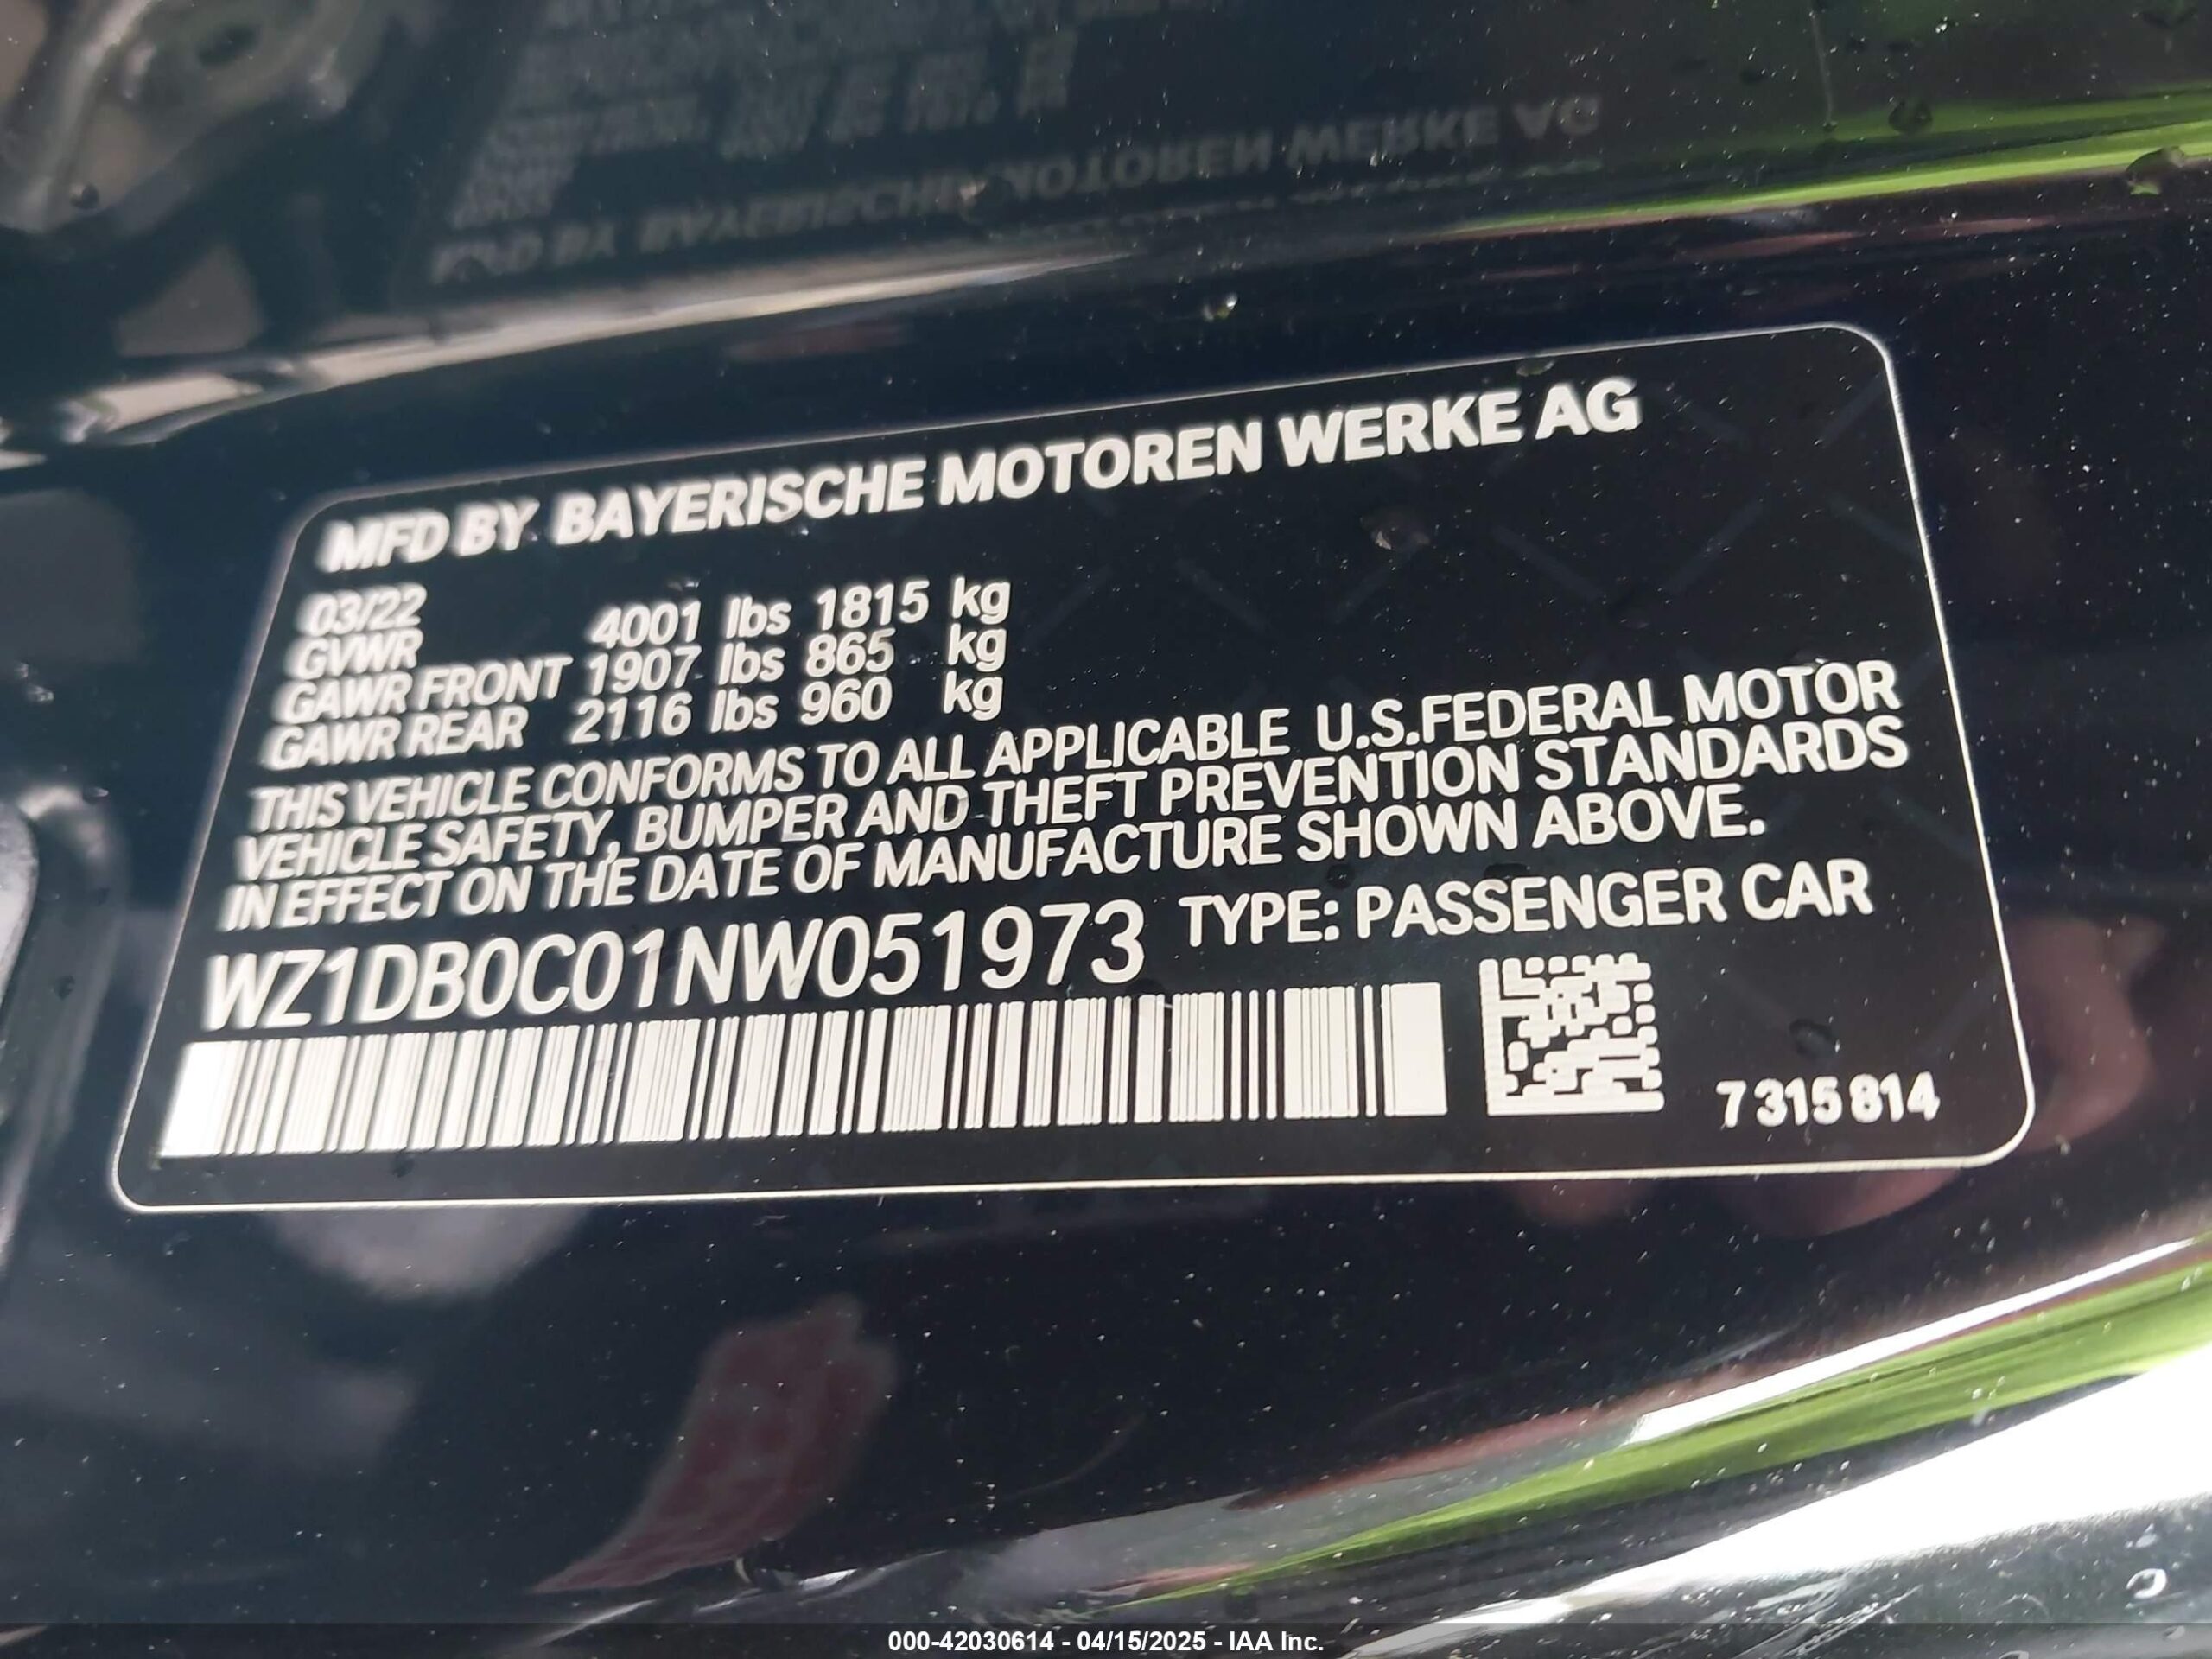 MFD BY BAYERISCHE MOTOREN WERKE AG
03/22
GVWR 4001 lbs 1815 kg
GAWR FRONT 1907 lbs 865 kg
GAWR REAR 2116 lbs 960 kg
THIS VEHICLE CONFORMS TO ALL APPLICABLE U.S.FEDERAL MOTOR
VEHICLE SAFETY, BUMPER AND THEFT PREVENTION STANDARDS
IN EFFECT ON THE DATE OF MANUFACTURE SHOWN ABOVE.
WZ1DB0C01NW051973 TYPE: PASSENGER CAR
7 315 814
000-42030614 - 04/15/2025 - IAA Inc.